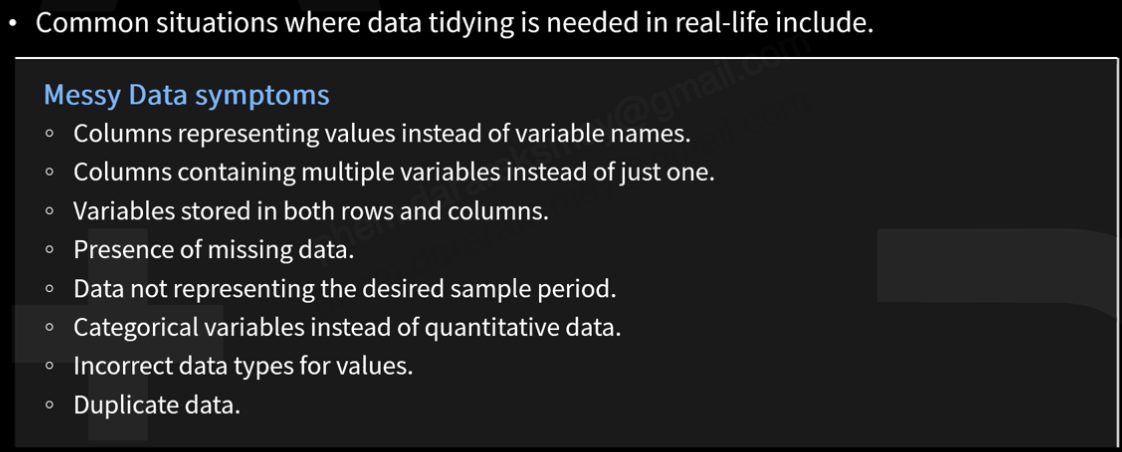 • Common situations where data tidying is needed in real-life include.
Messy Data symptoms
◦ Columns representing values instead of variable names.
◦ Columns containing multiple variables instead of just one.
◦ Variables stored in both rows and columns.
◦ Presence of missing data.
◦ Data not representing the desired sample period.
◦ Categorical variables instead of quantitative data.
◦ Incorrect data types for values.
◦ Duplicate data.